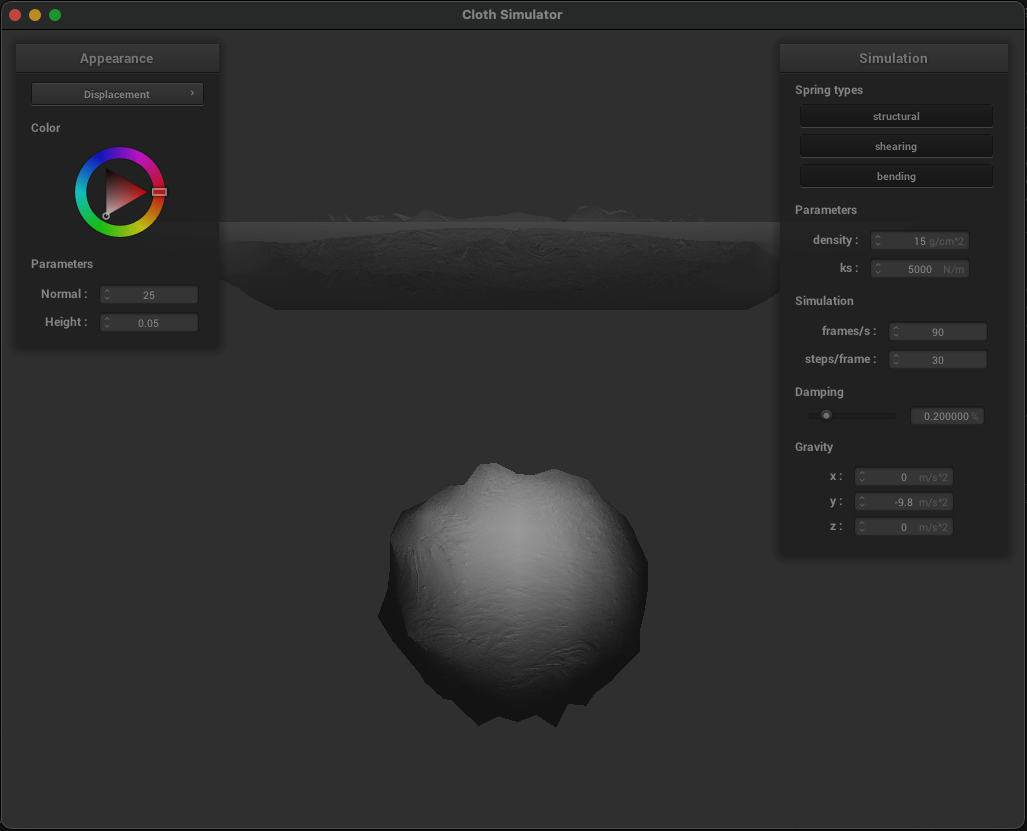 Cloth Simulator
Appearance
Displacement
Color
Parameters
Normal : 25
Height : 0.05
Simulation
Spring types
structural
shearing
bending
Parameters
density : 15 g/cm^2
ks : 5000 N/m
Simulation
frames/s : 90
steps/frame : 30
Damping
0.200000 %
Gravity
x : 0 m/s^2
y : -9.8 m/s^2
z : 0 m/s^2